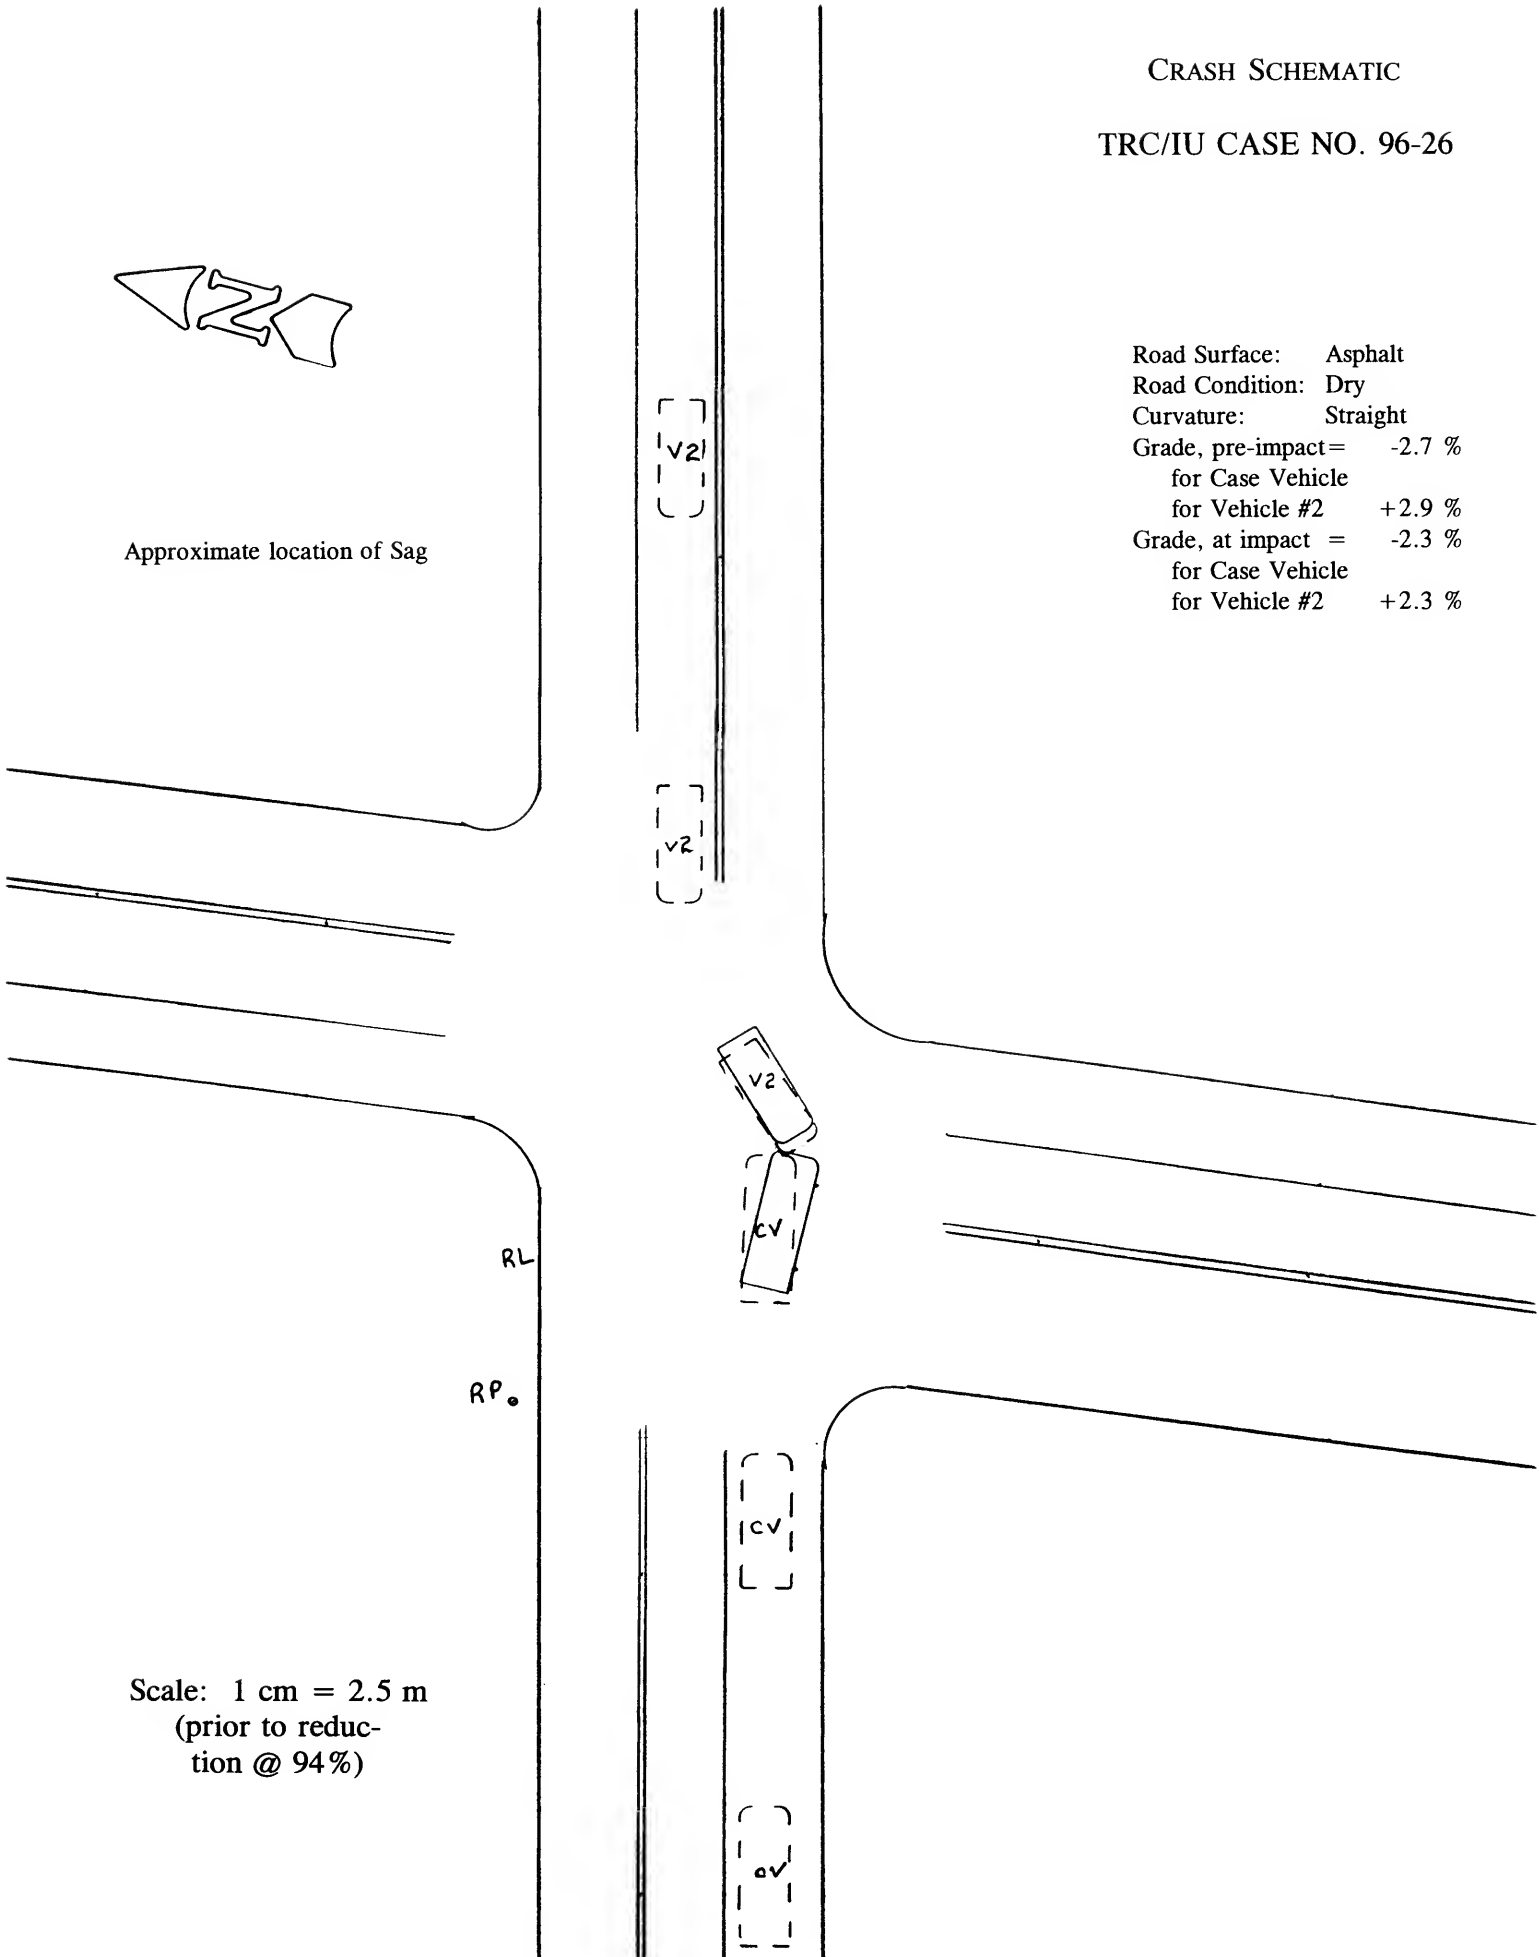 CRASH SCHEMATIC
TRC/IU CASE NO. 96-26
N
Road Surface: Asphalt
Road Condition: Dry
Curvature: Straight
Grade, pre-impact= -2.7 %
for Case Vehicle
for Vehicle #2 +2.9 %
Grade, at impact = -2.3 %
for Case Vehicle
for Vehicle #2 +2.3 %
V2
Approximate location of Sag
V2
V2
CV
RL
RP
CV
Scale: 1 cm = 2.5 m
(prior to reduc-
tion @ 94%)
CV